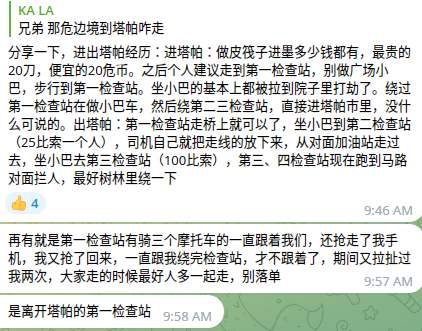 KA LA
兄弟 那危边境到塔帕咋走
分享一下，进出塔帕经历：进塔帕：做皮筏子进墨多少钱都有，最贵的
20刀，便宜的20危币。之后个人建议走到第一检查站，别做广场小
巴，步行到第一检查站。坐小巴的基本上都被拉到院子里打劫了。绕过
第一检查站在做小巴车，然后绕第二三检查站，直接进塔帕市里，没什
么可说的。出塔帕：第一检查站走桥上就可以了，坐小巴到第二检查站
（25比索一个人），司机自己就把走线的放下来，从对面加油站走过
去，坐小巴去第三检查站（100比索），第三、四检查站现在跑到马路
对面拦人，最好树林里绕一下
👍 4
9:46 AM
再有就是第一检查站有骑三个摩托车的一直跟着我们，还抢走了我手
机，我又抢了回来，一直跟我绕完检查站，才不跟着了，期间又拉扯过
我两次，大家走的时候最好人多一起走，别落单
9:57 AM
是离开塔帕的第一检查站
9:58 AM